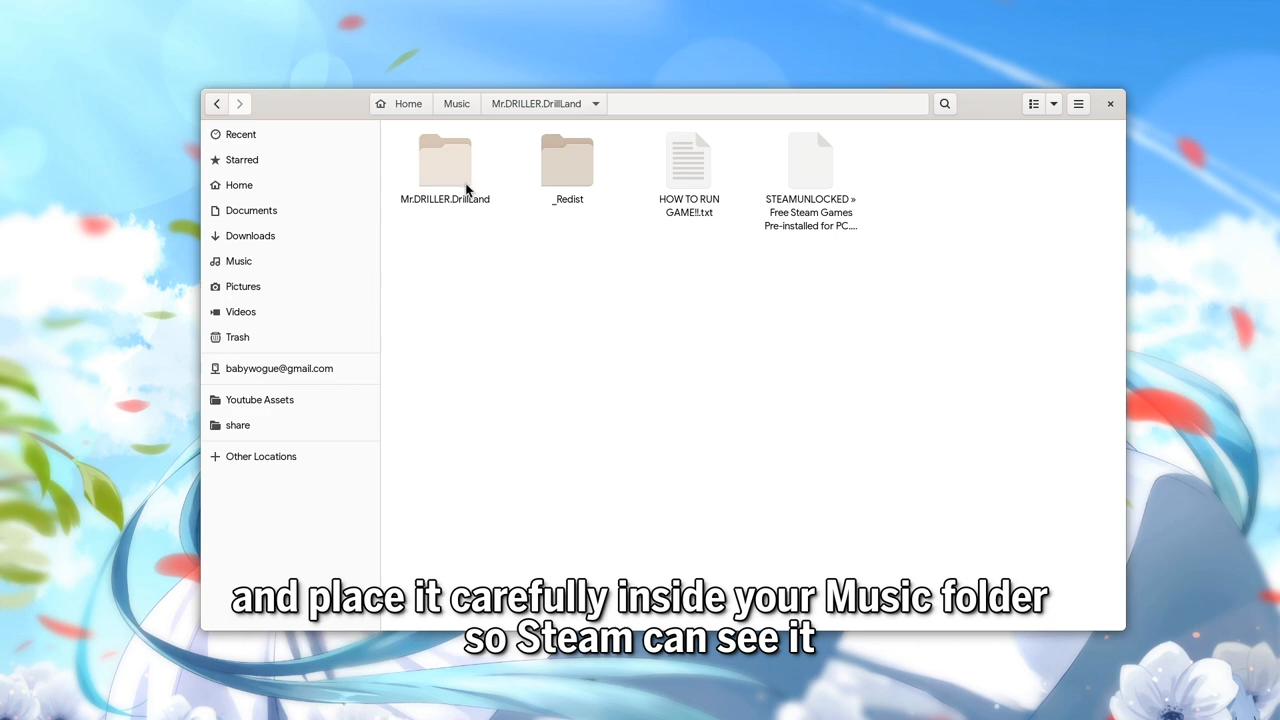 Home
Music
Mr.DRILLER.DrillLand
Recent
Starred
Home
Documents
Downloads
Music
Pictures
Videos
Trash
babywogue@gmail.com
Youtube Assets
share
Other Locations
Mr.DRILLER.DrillLand
_Redist
HOW TO RUN
GAME!!.txt
STEAMUNLOCKED »
Free Steam Games
Pre-installed for PC....
and place it carefully inside your Music folder
so Steam can see it